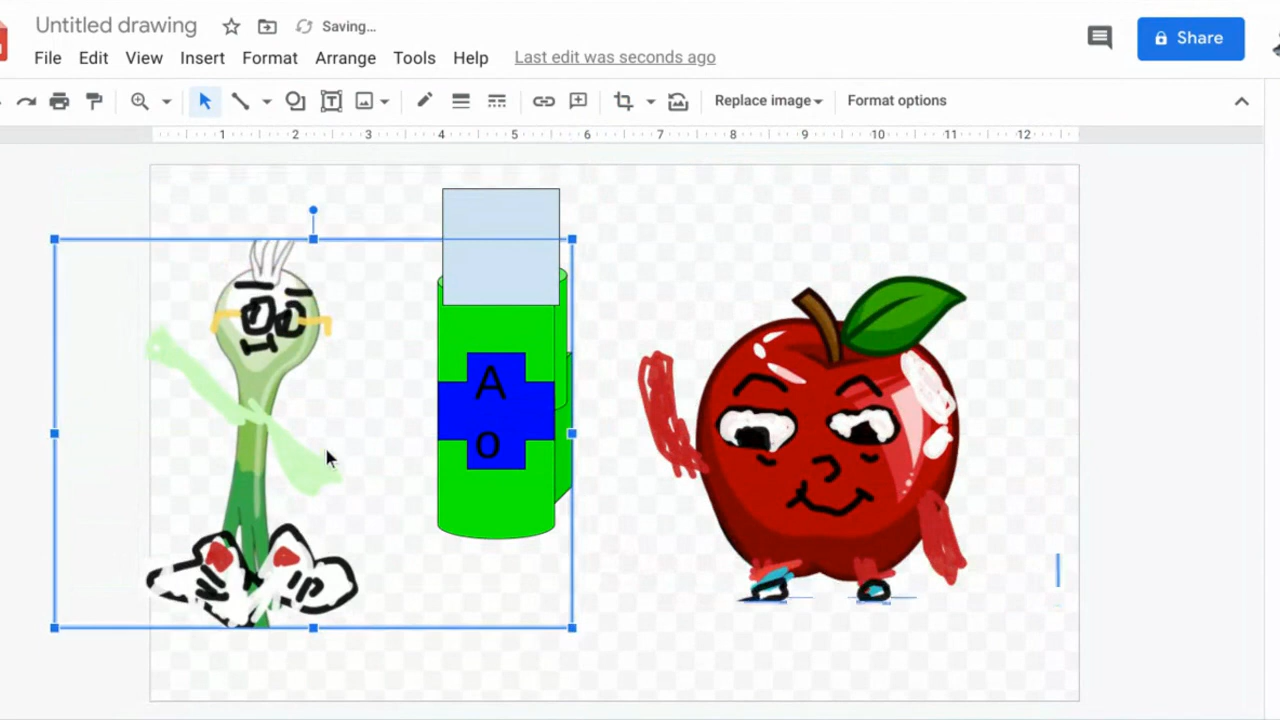 Untitled drawing Saving...
File Edit View Insert Format Arrange Tools Help Last edit was seconds ago
Share
Replace image Format options
1 2 3 4 5 6 7 8 9 10 11 12
A
o